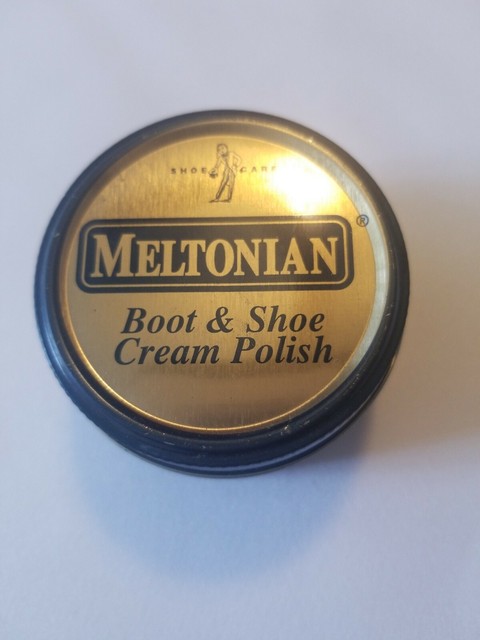 SHOE CARE
MELTONIAN®
Boot & Shoe
Cream Polish